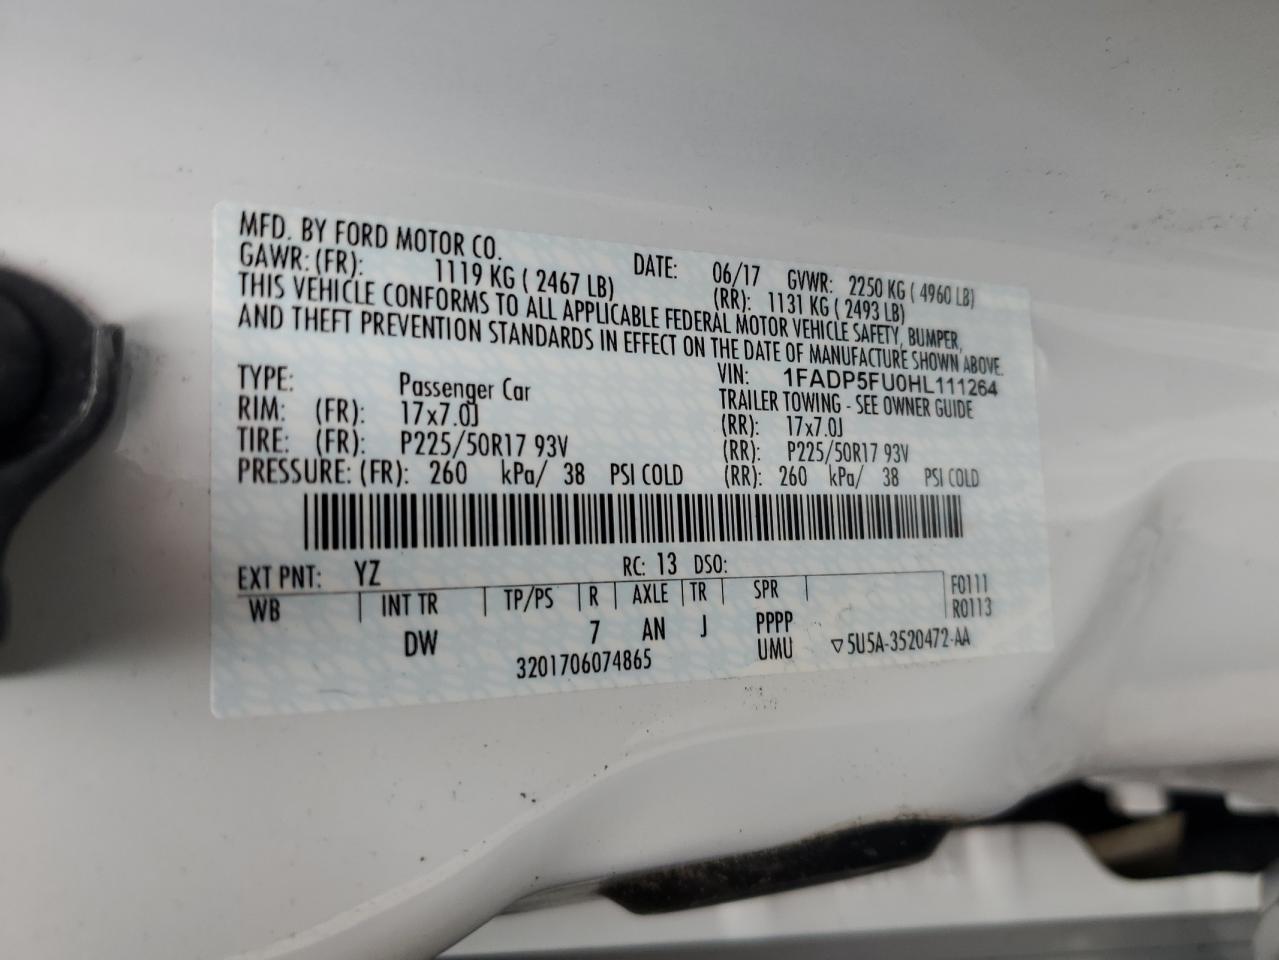 MFD. BY FORD MOTOR CO.
DATE: 06/17 GVWR: 2250 KG ( 4960 LB)
GAWR: (FR): 1119 KG ( 2467 LB) (RR): 1131 KG ( 2493 LB)
THIS VEHICLE CONFORMS TO ALL APPLICABLE FEDERAL MOTOR VEHICLE SAFETY, BUMPER,
AND THEFT PREVENTION STANDARDS IN EFFECT ON THE DATE OF MANUFACTURE SHOWN ABOVE.
VIN: 1FADP5FU0HL111264
TYPE: Passenger Car TRAILER TOWING - SEE OWNER GUIDE
RIM: (FR): 17x7.0J (RR): 17x7.0J
TIRE: (FR): P225/50R17 93V (RR): P225/50R17 93V
PRESSURE: (FR): 260 kPa/ 38 PSI COLD (RR): 260 kPa/ 38 PSI COLD
EXT PNT: YZ RC: 13 DSO:
WB INT TR TP/PS R AXLE TR SPR F0111
R0113
DW 7 AN J PPPP
UMU ▽5U5A-3520472-AA
3201706074865